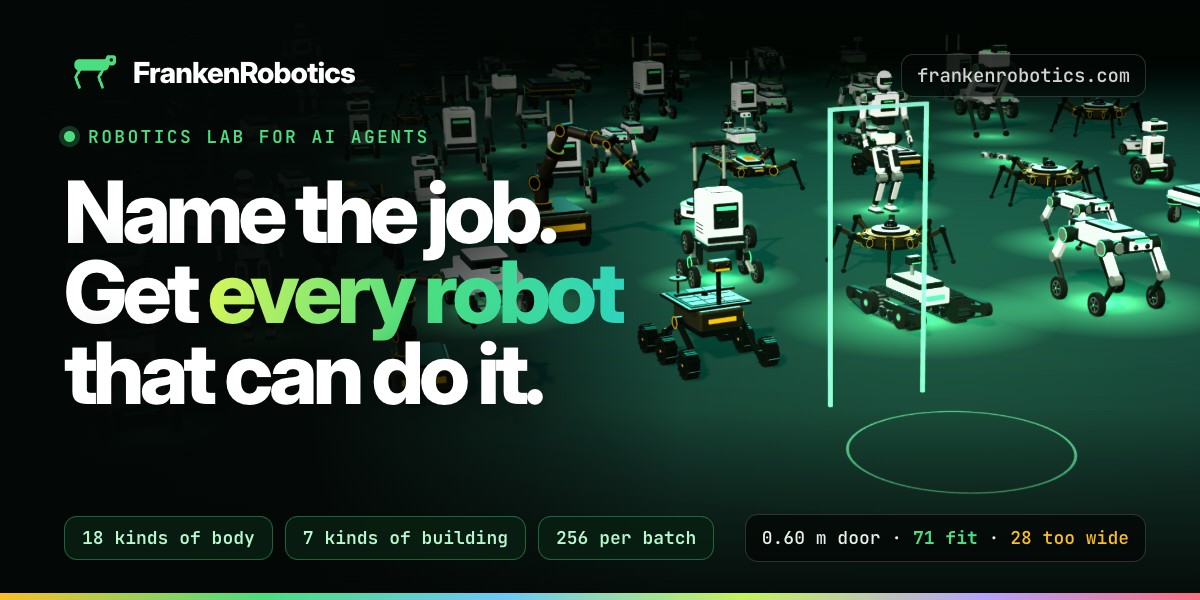 FrankenRobotics
frankenrobotics.com
ROBOTICS LAB FOR AI AGENTS
Name the job.
Get every robot
that can do it.
18 kinds of body
7 kinds of building
256 per batch
0.60 m door · 71 fit · 28 too wide